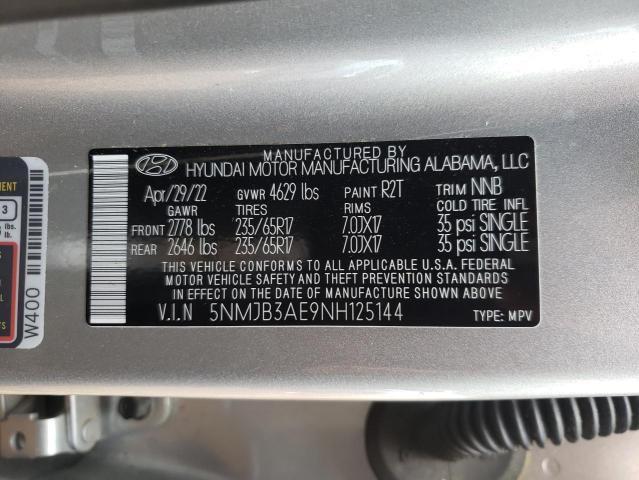 MANUFACTURED BY
HYUNDAI MOTOR MANUFACTURING ALABAMA, LLC
Apr/29/22 GVWR 4629 lbs PAINT R2T TRIM NNB
GAWR TIRES RIMS COLD TIRE INFL
FRONT 2778 lbs 235/65R17 7.0JX17 35 psi SINGLE
REAR 2646 lbs 235/65R17 7.0JX17 35 psi SINGLE
THIS VEHICLE CONFORMS TO ALL APPLICABLE U.S.A. FEDERAL
MOTOR VEHICLE SAFETY AND THEFT PREVENTION STANDARDS
IN EFFECT ON THE DATE OF MANUFACTURE SHOWN ABOVE.
V.I.N 5NMJB3AE9NH125144 TYPE: MPV
3
lbs.
W400